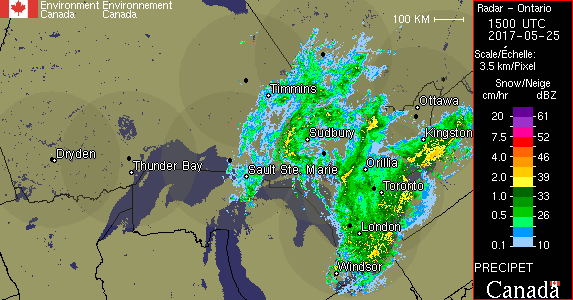 Environment Environnement
Canada Canada
100 KM
Timmins
Ottawa
Sudbury
Kingston
Dryden
Thunder Bay
Sault Ste. Marie
Orillia
Toronto
London
Windsor
Radar - Ontario
1500 UTC
2017-05-25
Scale/Échelle:
3.5 km/Pixel
Snow/Neige
cm/hr dBZ
20 61
7.5 52
4.0 46
2.0 39
1.0 33
0.5 26
0.1 10
PRECIPET
Canada